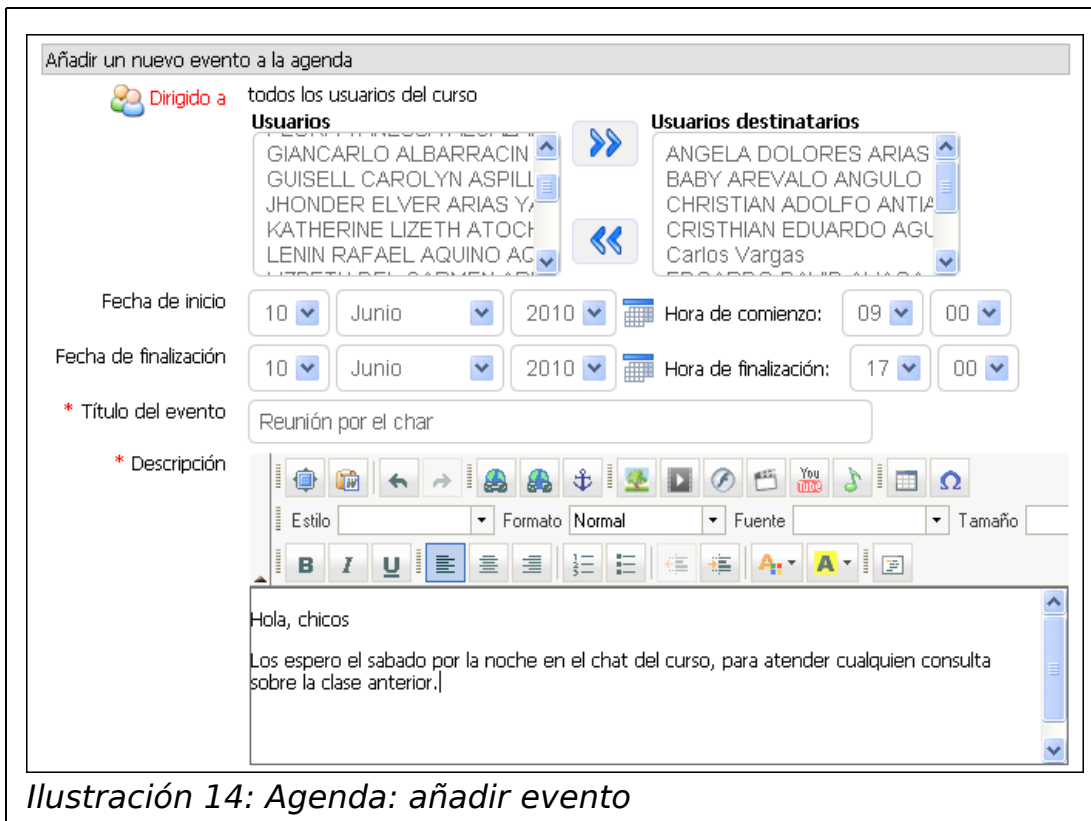 Añadir un nuevo evento a la agenda
Dirigido a todos los usuarios del curso
Usuarios
GIANCARLO ALBARRACIN
GUISELL CAROLYN ASPILL
JHONDER ELVER ARIAS
KATHERINE LIZETH ATOCH
LENIN RAFAEL AQUINO
Usuarios destinatarios
ANGELA DOLORES ARIAS
BABY AREVALO ANGULO
CHRISTIAN ADOLFO ANTIA
CRISTHIAN EDUARDO AGU
Carlos Vargas
Fecha de inicio 10 Junio 2010 Hora de comienzo: 09 00
Fecha de finalización 10 Junio 2010 Hora de finalización: 17 00
* Título del evento Reunión por el char
* Descripción
You Tube Ω
Estilo Formato Normal Fuente Tamaño
B I U A A
Hola, chicos
Los espero el sabado por la noche en el chat del curso, para atender cualquien consulta
sobre la clase anterior.
Ilustración 14: Agenda: añadir evento